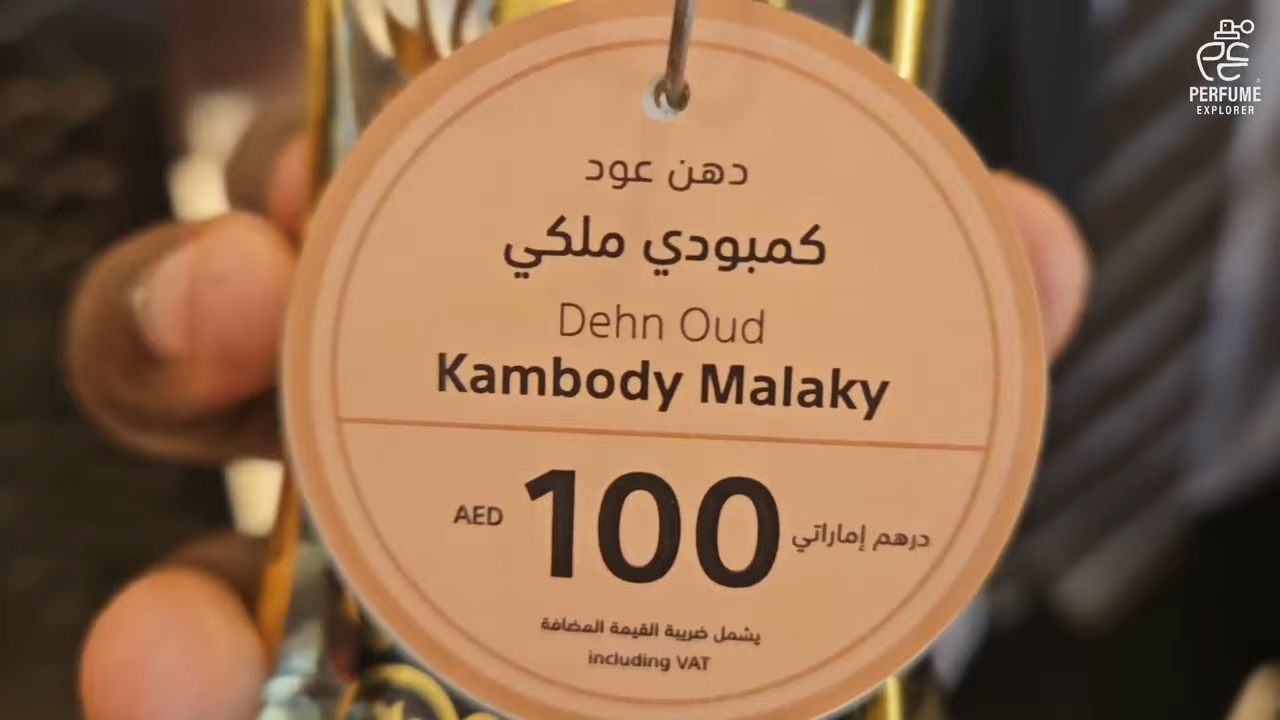 دهن عود
كمبودي ملكي
Dehn Oud
Kambody Malaky
AED 100 درهم إماراتي
يشمل ضريبة القيمة المضافة
including VAT
PERFUME
EXPLORER